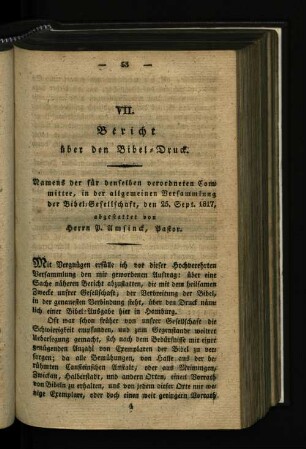 — 53 —
VII.
Bericht
über den Bibel-Druck.
Namens der für denselben verordneten Com
mittee, in der allgemeinen Versammlung
der Bibel-Gesellschaft, den 25. Sept. 1817,
abgestattet von
Herrn P. Amsinck, Pastor.
Mit Vergnügen erfülle ich vor dieser Hochverehrten
Versammlung den mir gewordenen Auftrag: über eine
Sache näheren Bericht abzustatten, die mit dem heilsamen
Zwecke unsrer Gesellschaft, der Verbreitung der Bibel,
in der genauesten Verbindung steht, über den Druck näm
lich einer Bibel-Ausgabe hier in Hamburg.
Oft war schon früher von unsrer Gesellschaft die
Schwierigkeit empfunden, und zum Gegenstande weitrer
Ueberlegung gemacht, sich nach dem Bedürfnisse mit einer
genügenden Anzahl von Exemplaren der Bibel zu ver-
sorgen; da alle Bemühungen, von Halle aus der be-
rühmten Cansteinschen Anstalt, oder aus Meiningen,
Zwickau, Halberstadt, und andern Orten, einen Vorrath
von Bibeln zu erhalten, und von jedem dieser Orte nur we-
nige Exemplare, oder doch einen weit geringern Vorrath
4